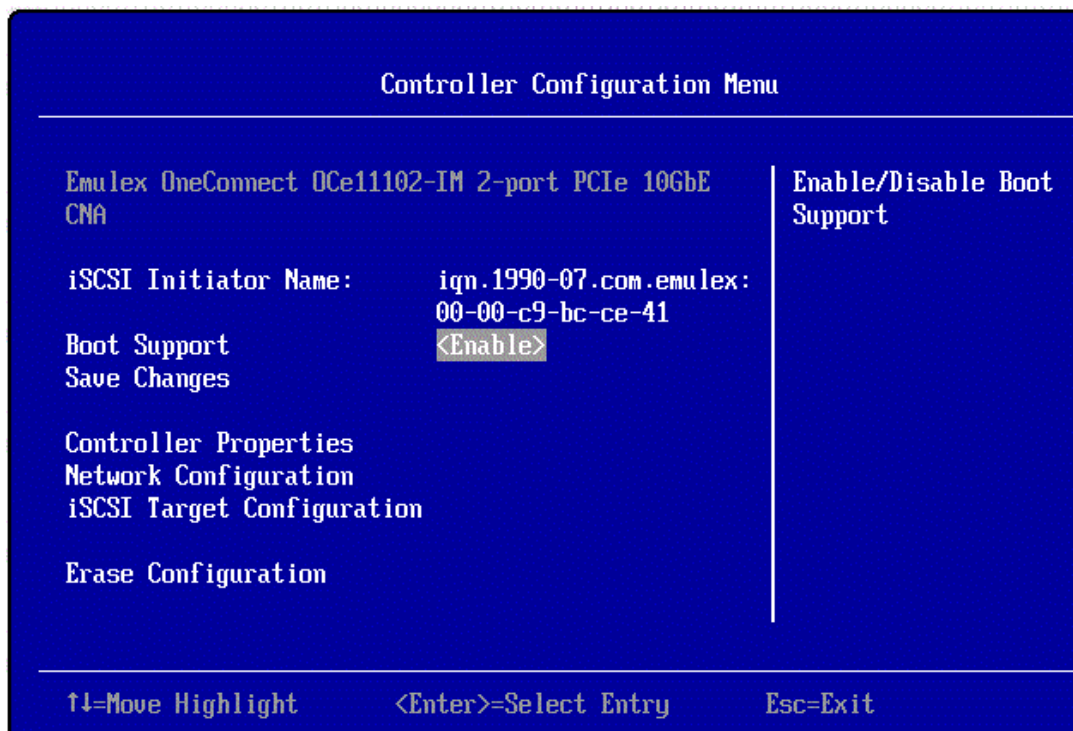 Controller Configuration Menu
Emulex OneConnect OCe11102-IM 2-port PCIe 10GbE
CNA
iSCSI Initiator Name: iqn.1990-07.com.emulex:
00-00-c9-bc-ce-41
Boot Support <Enable>
Save Changes
Controller Properties
Network Configuration
iSCSI Target Configuration
Erase Configuration
Enable/Disable Boot
Support
↑↓=Move Highlight <Enter>=Select Entry Esc=Exit